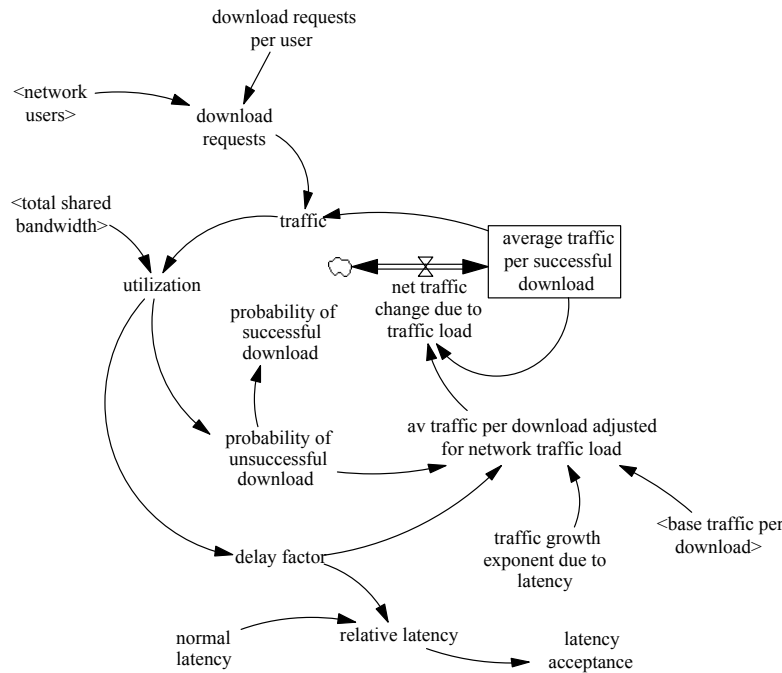 download requests
per user
<network
users>
download
requests
<total shared
bandwidth>
traffic
average traffic
per successful
download
utilization
net traffic
change due to
traffic load
probability of
successful
download
av traffic per download adjusted
for network traffic load
probability of
unsuccessful
download
traffic growth
exponent due to
latency
<base traffic per
download>
delay factor
normal
latency
relative latency
latency
acceptance